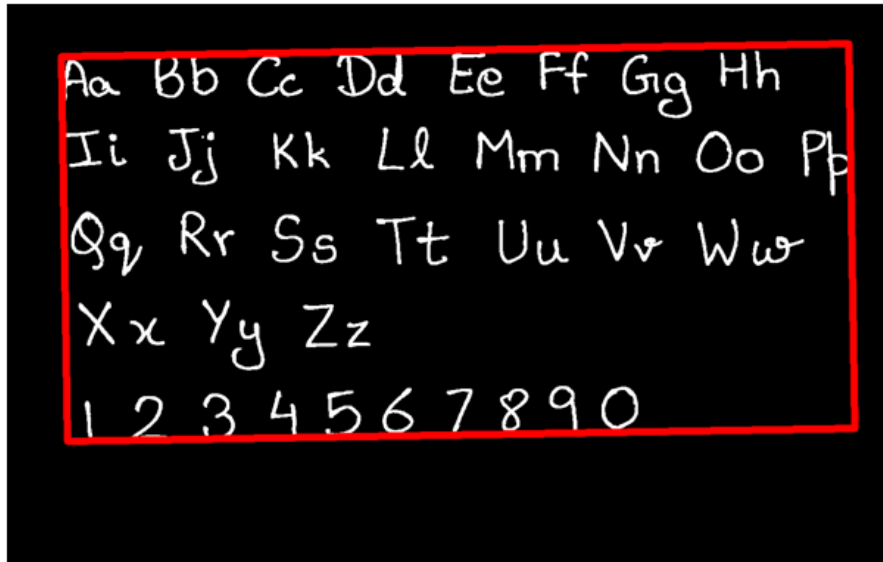 Aa Bb Cc Dd Ee Ff Gg Hh
Ii Jj Kk Ll Mm Nn Oo Pp
Qq Rr Ss Tt Uu Vv Ww
Xx Yy Zz
1 2 3 4 5 6 7 8 9 0